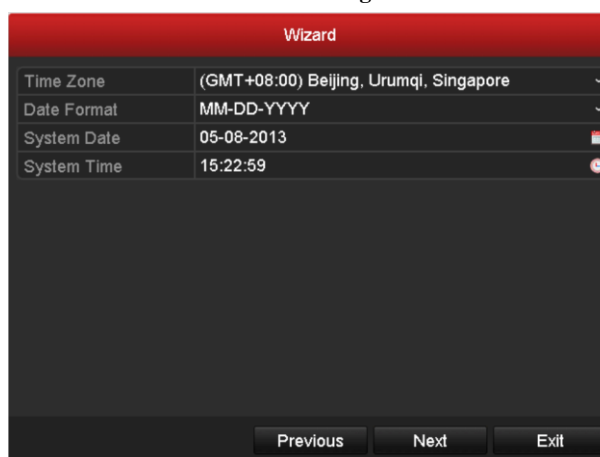 Wizard
Time Zone (GMT+08:00) Beijing, Urumqi, Singapore
Date Format MM-DD-YYYY
System Date 05-08-2013
System Time 15:22:59
Previous Next Exit